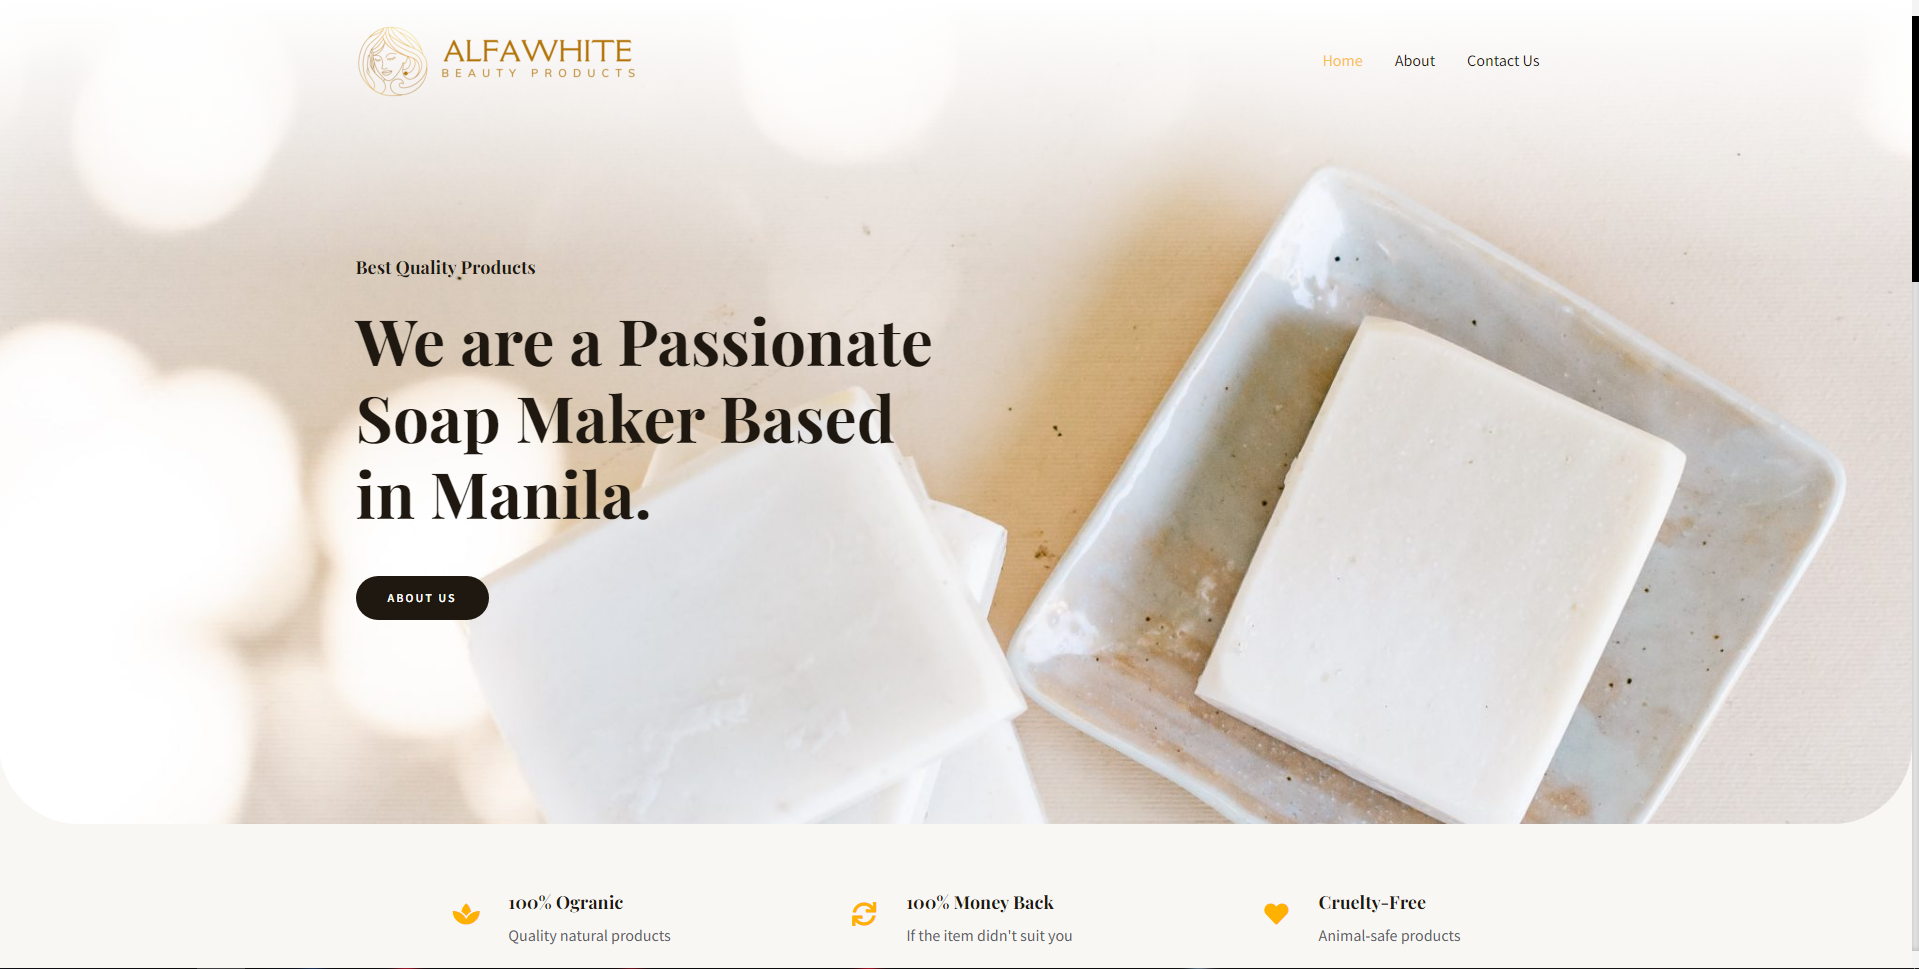 ALFAWHITE
BEAUTY PRODUCTS
Home About Contact Us
Best Quality Products
We are a Passionate
Soap Maker Based
in Manila.
ABOUT US
100% Ogranic
Quality natural products
100% Money Back
If the item didn't suit you
Cruelty-Free
Animal-safe products